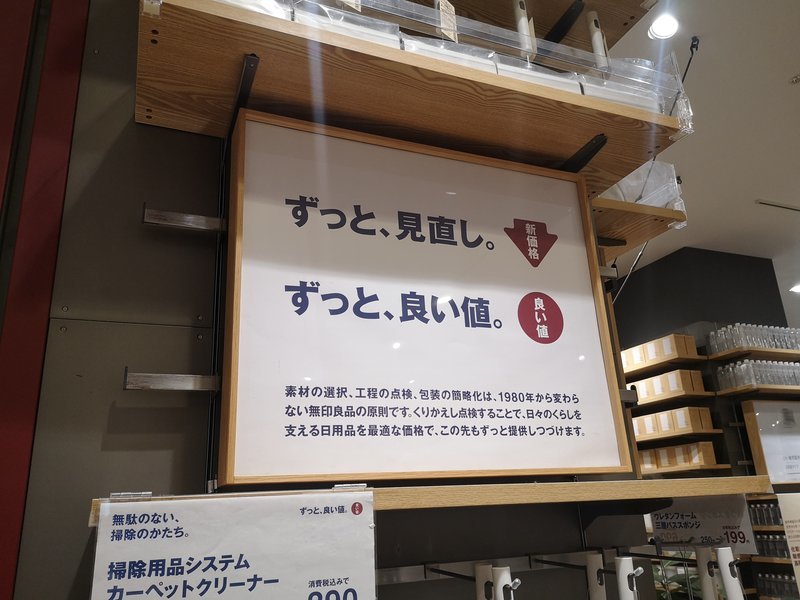 ずっと、見直し。
新価格
ずっと、良い値。
良い値
素材の選択、工程の点検、包装の簡略化は、1980年から変わら
ない無印良品の原則です。くりかえし点検することで、日々のくらしを
支える日用品を最適な価格で、この先もずっと提供しつづけます。
無駄のない、
掃除のかたち。
ずっと、良い値。
掃除用品システム
カーペットクリーナー
消費税込みで
ウレタンフォーム
三層バススポンジ
消費税込みで
250
199